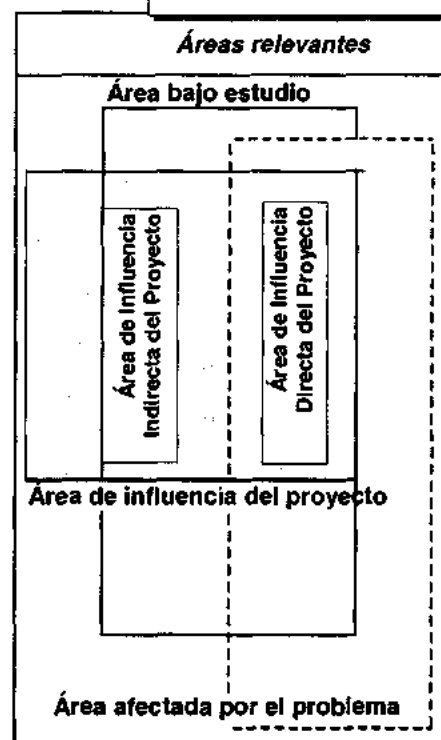 Áreas relevantes
Área bajo estudio
Área de Influencia
Indirecta del Proyecto
Área de Influencia
Directa del Proyecto
Área de influencia del proyecto
Área afectada por el problema